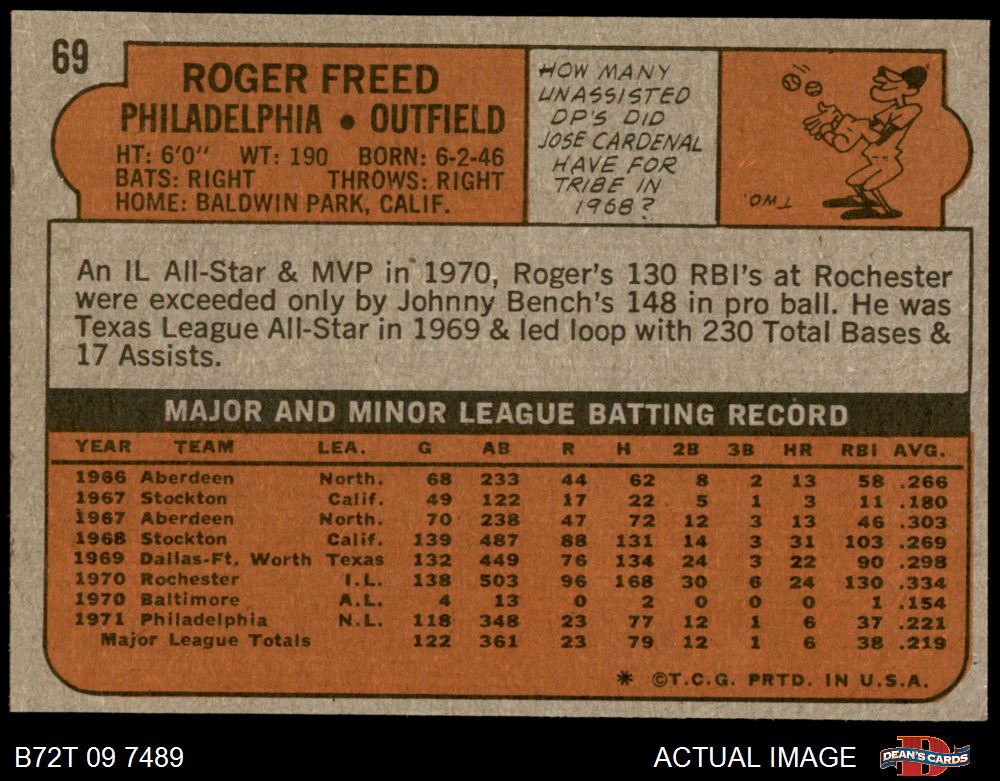 69
ROGER FREED
PHILADELPHIA • OUTFIELD
HT: 6'0" WT: 190 BORN: 6-2-46
BATS: RIGHT THROWS: RIGHT
HOME: BALDWIN PARK, CALIF.
HOW MANY
UNASSISTED
DP'S DID
JOSE CARDENAL
HAVE FOR
TRIBE IN
1968?
TWO.
An IL All-Star & MVP in 1970, Roger's 130 RBI's at Rochester
were exceeded only by Johnny Bench's 148 in pro ball. He was
Texas League All-Star in 1969 & led loop with 230 Total Bases &
17 Assists.
MAJOR AND MINOR LEAGUE BATTING RECORD
YEAR TEAM LEA. G AB R H 2B 3B HR RBI AVG.
1966 Aberdeen North. 68 233 44 62 8 2 13 58 .266
1967 Stockton Calif. 49 122 17 22 5 1 3 11 .180
1967 Aberdeen North. 70 238 47 72 12 3 13 46 .303
1968 Stockton Calif. 139 487 88 131 14 3 31 103 .269
1969 Dallas-Ft. Worth Texas 132 449 76 134 24 3 22 90 .298
1970 Rochester I.L. 138 503 96 168 30 6 24 130 .334
1970 Baltimore A.L. 4 13 0 2 0 0 0 1 .154
1971 Philadelphia N.L. 118 348 23 77 12 1 6 37 .221
Major League Totals 122 361 23 79 12 1 6 38 .219
* ©T.C.G. PRTD. IN U.S.A.
B72T 09 7489
ACTUAL IMAGE
DEAN'S CARDS